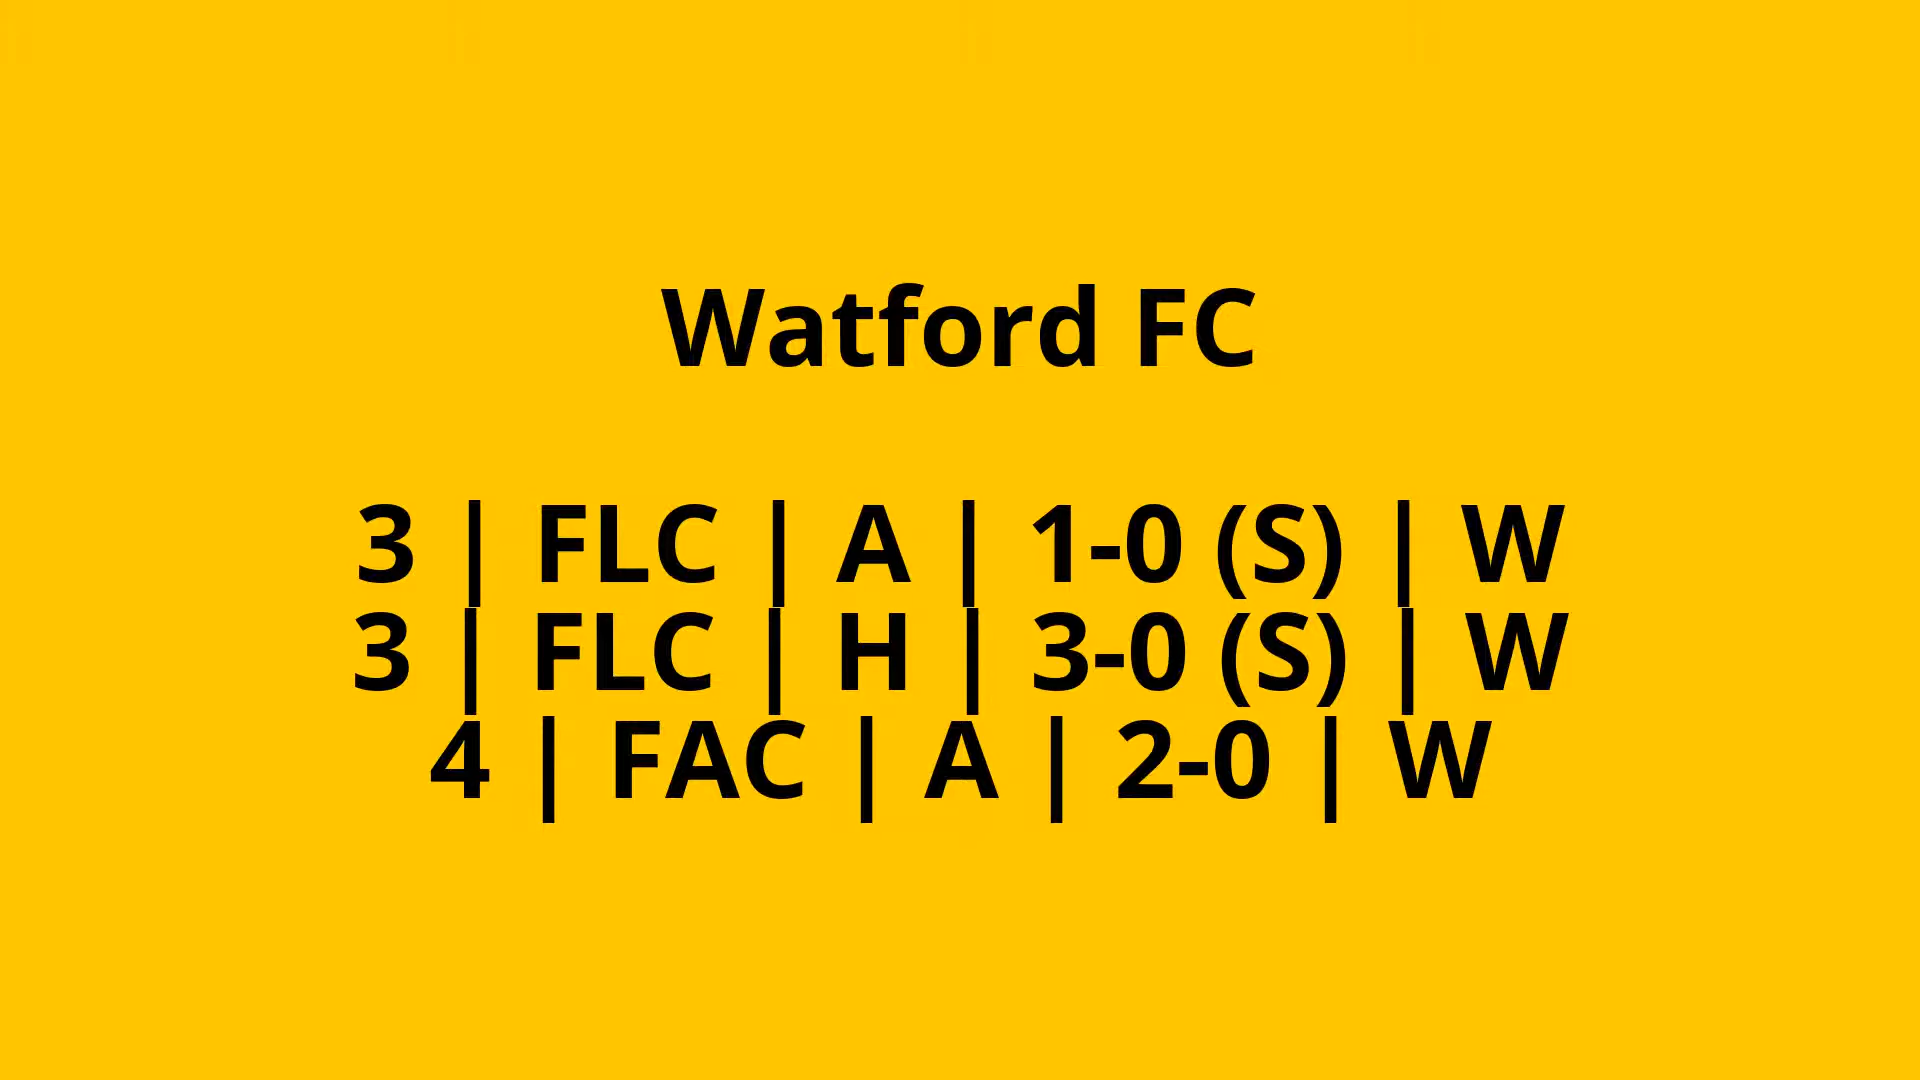 Watford FC
3 | FLC | A | 1-0 (S) | W
3 | FLC | H | 3-0 (S) | W
4 | FAC | A | 2-0 | W